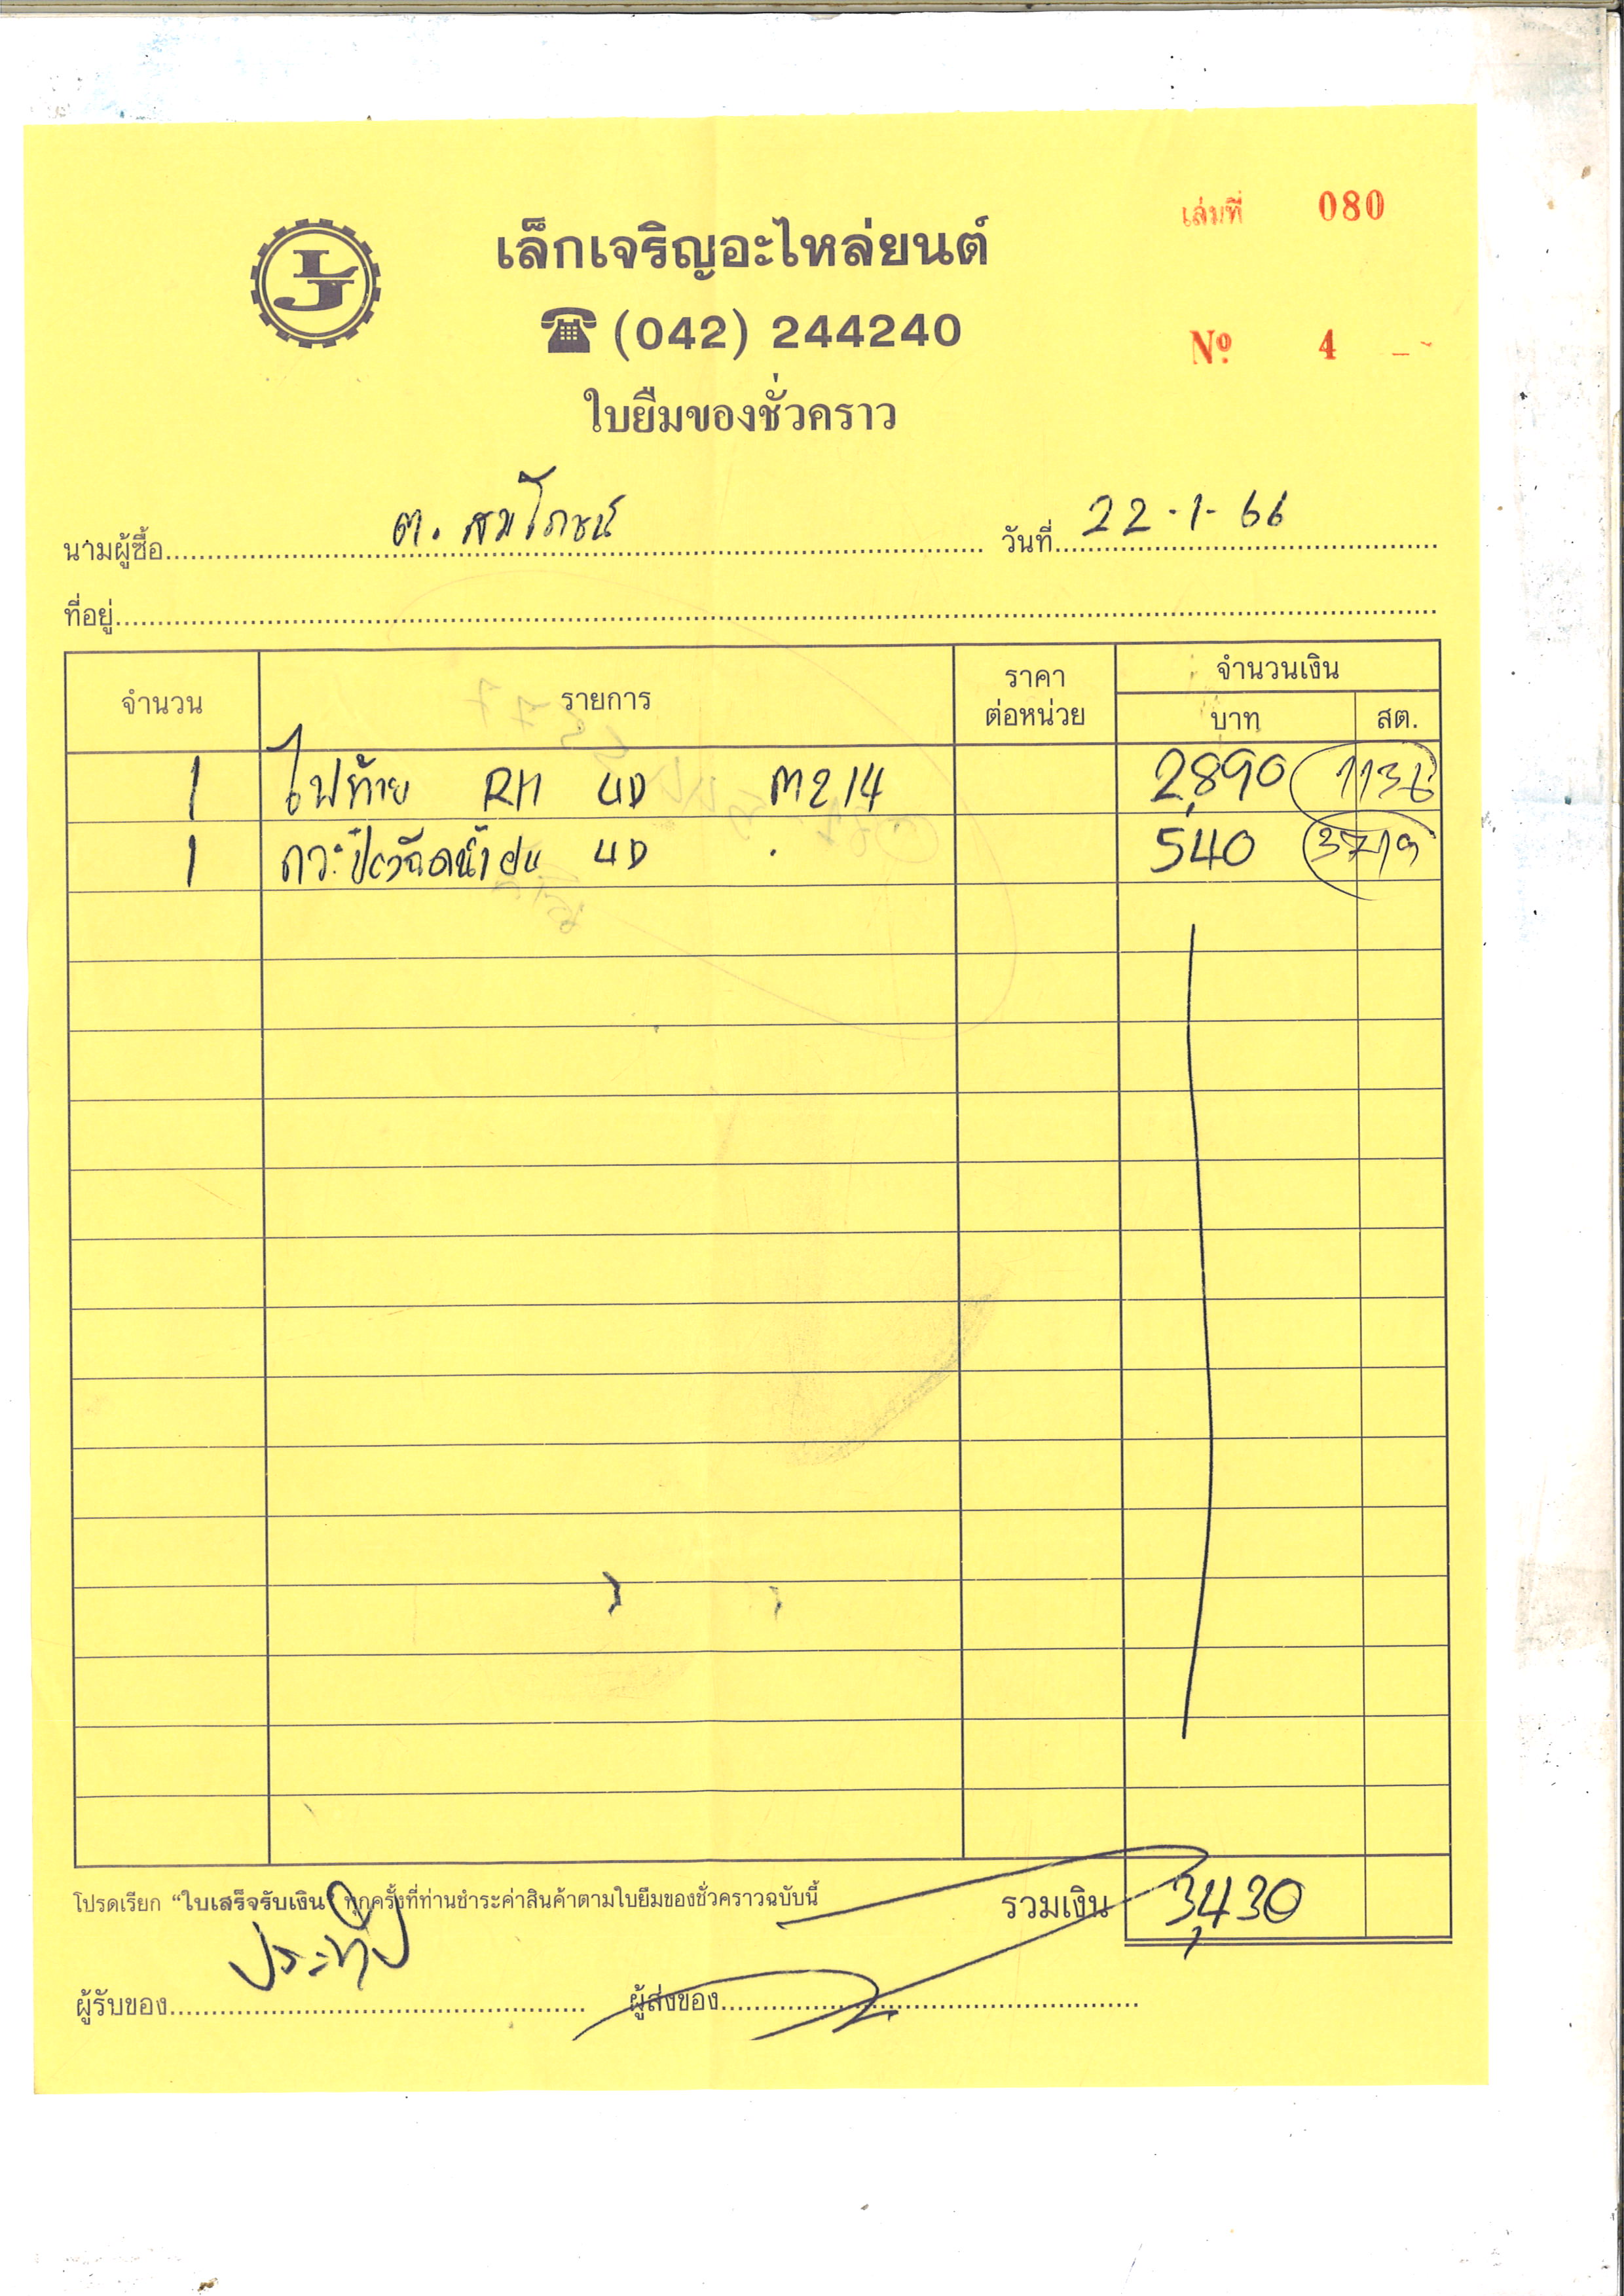 เล่มที่ 080
LJ
เล็กเจริญอะไหล่ยนต์
(042) 244240
Nº 4
ใบยืมของชั่วคราว
นามผู้ซื้อ ต. สมโภชน์ วันที่ 22-1-66
ที่อยู่
จำนวน รายการ ราคาต่อหน่วย จำนวนเงิน
บาท สต.
1 ไฟท้าย RH UD M214 2,890 1136
1 กระป๋องฉีดน้ำฝน UD 540 3719
โปรดเรียก “ใบเสร็จรับเงิน” ทุกครั้งที่ท่านชำระค่าสินค้าตามใบยืมของชั่วคราวฉบับนี้ รวมเงิน 3,430
ประทีป
ผู้รับของ ผู้ส่งของ